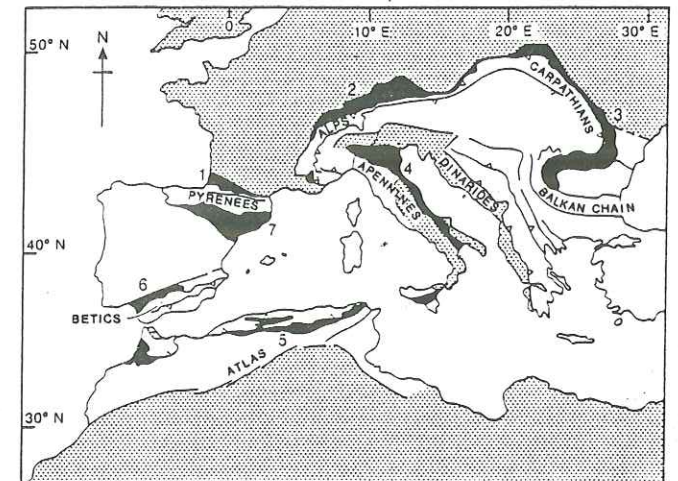 0
10° E
20° E
30° E
50° N
N
2
CARPATHIANS
3
ALPS
1
4
PYRENEES
APENNINES
DINARIDES
BALKAN CHAIN
7
40° N
6
BETICS
5
ATLAS
30° N